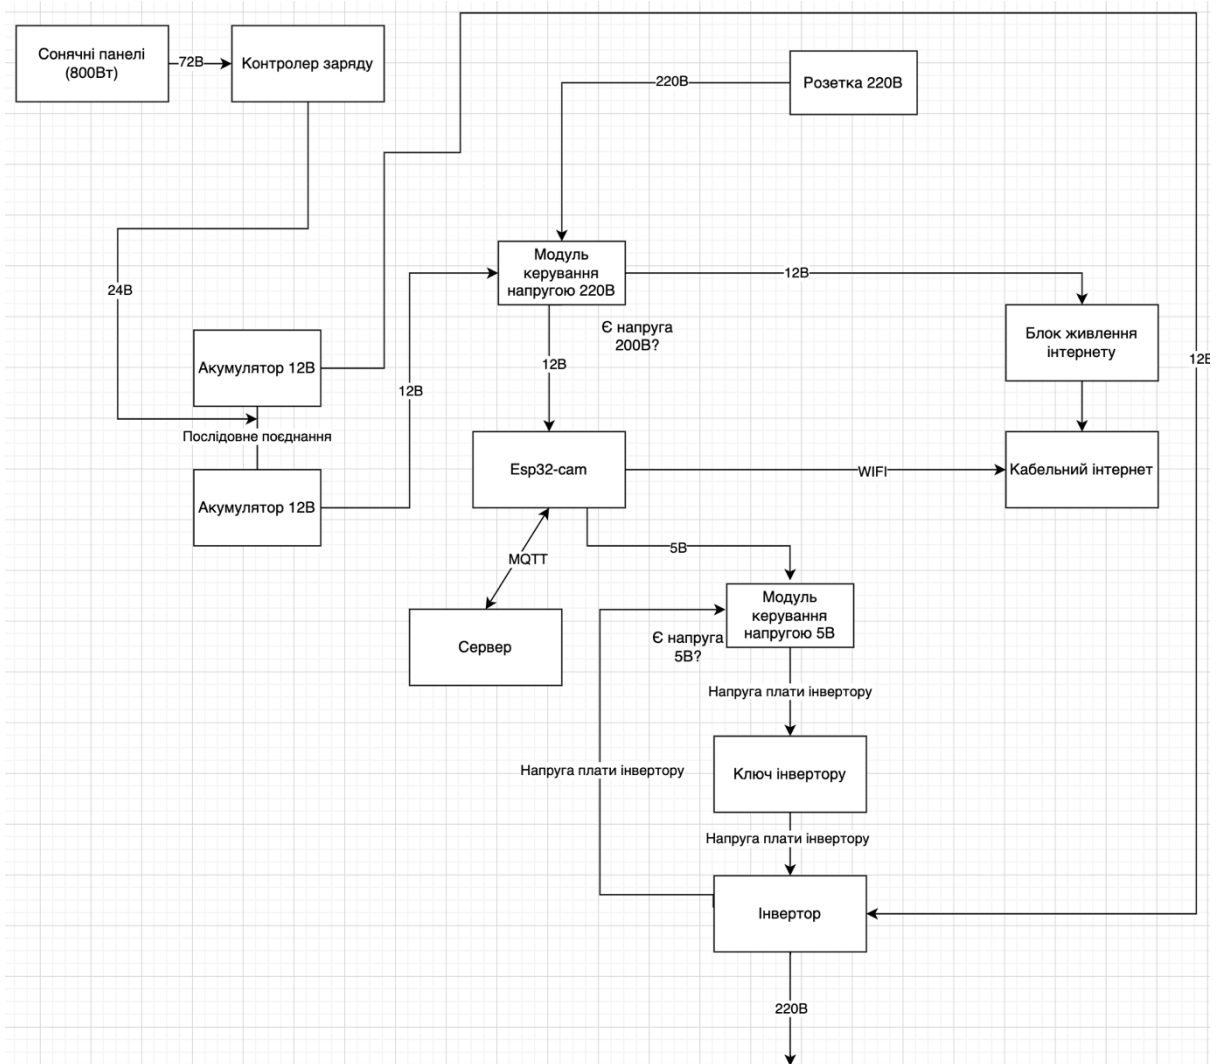 Сонячні панелі
(800Вт)
72В
Контролер заряду
220В
Розетка 220В
Модуль
керування
напругою 220В
12В
24В
Є напруга
200В?
Блок живлення
інтернету
Акумулятор 12В
12В
12В
12В
Послідовне поєднання
Esp32-cam
WIFI
Кабельний інтернет
Акумулятор 12В
5В
MQTT
Модуль
керування
напругою 5В
Є напруга
5В?
Сервер
Напруга плати інвертору
Напруга плати інвертору
Ключ інвертору
Напруга плати інвертору
Інвертор
220В